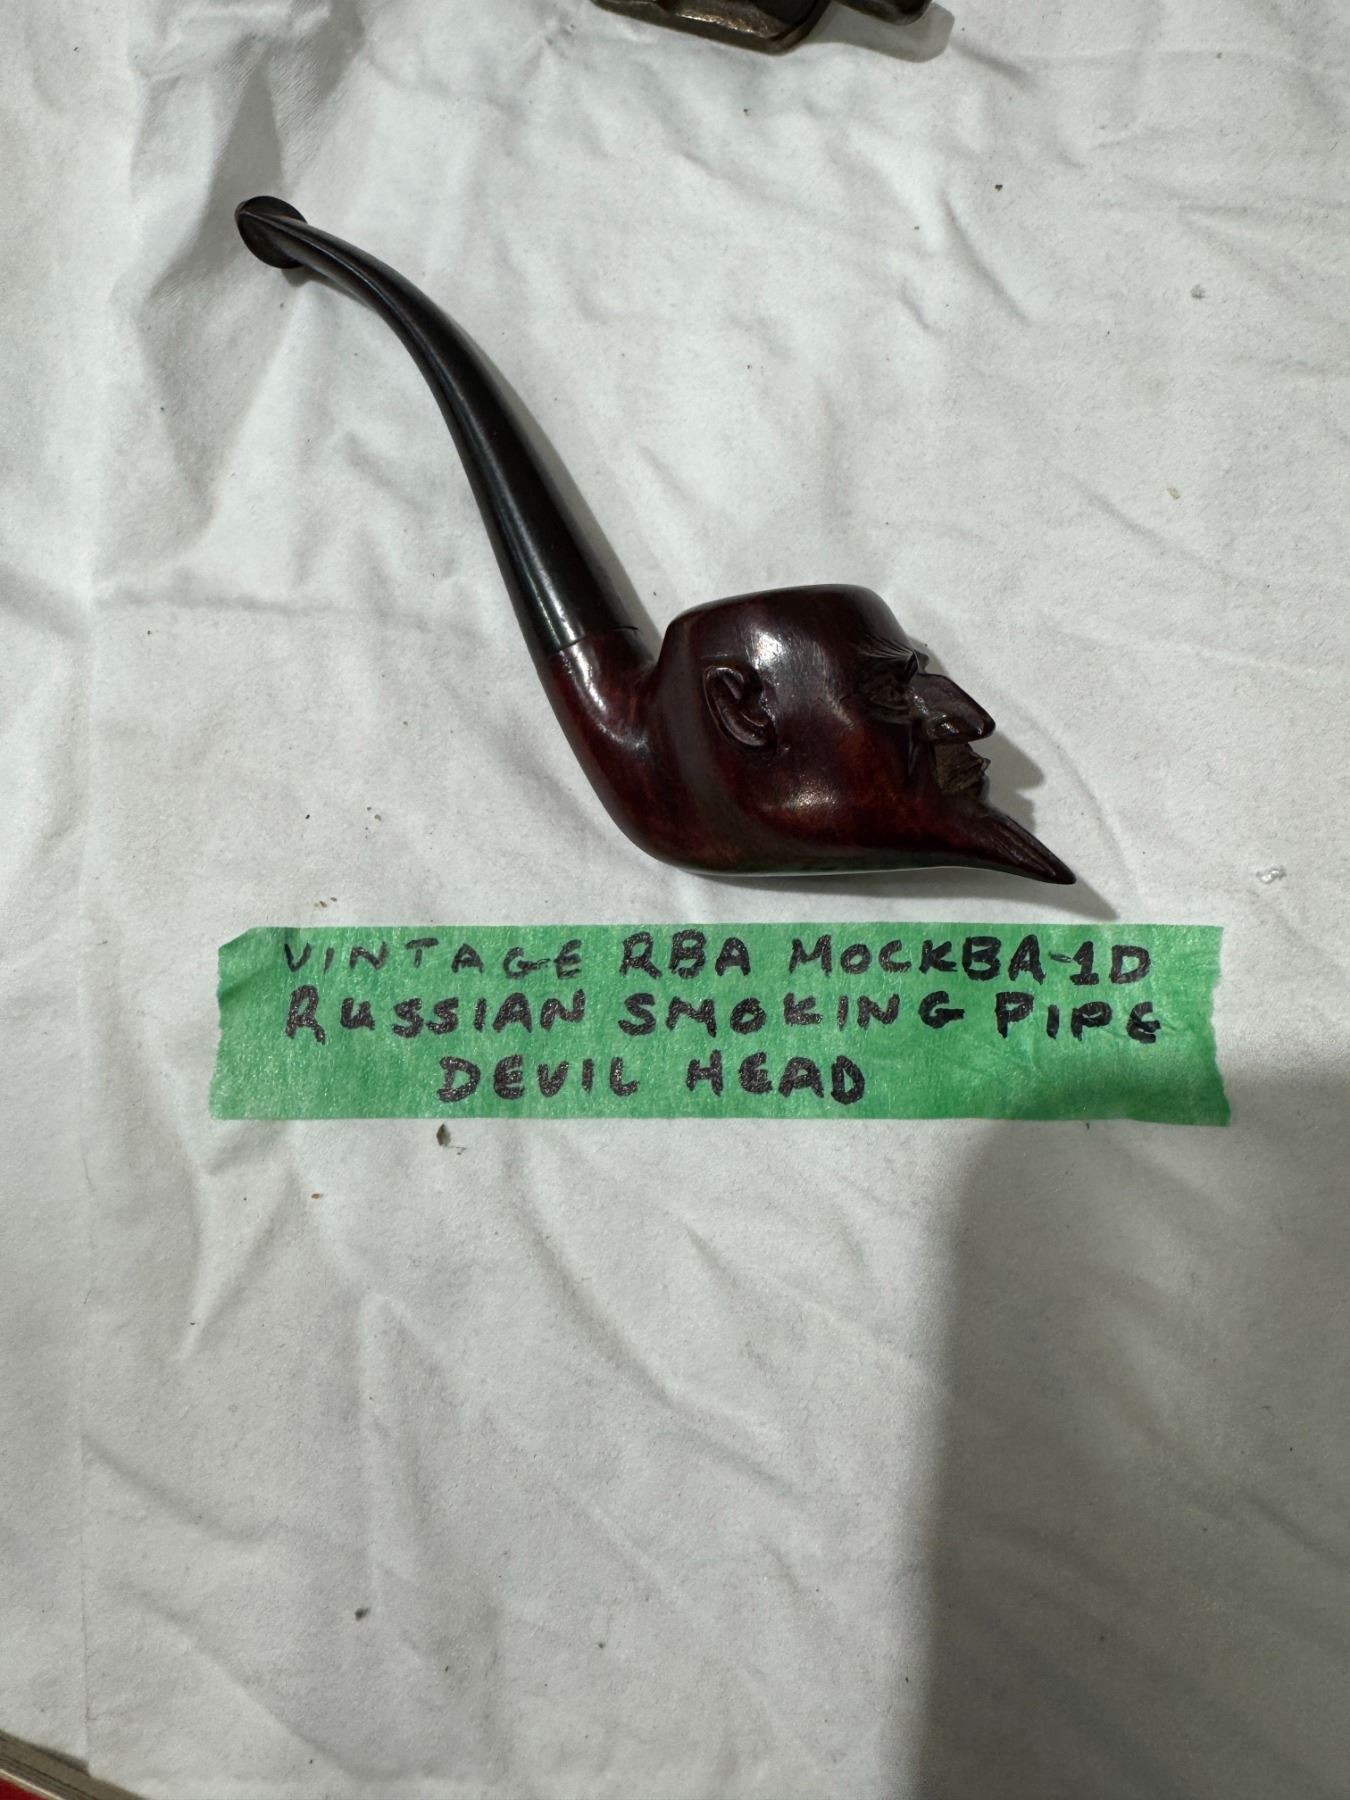 VINTAGE RBA MOCKBA-1D
RUSSIAN SMOKING PIPE
DEVIL HEAD